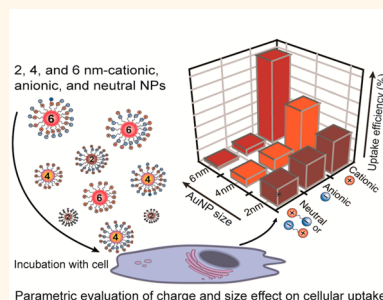 2, 4, and 6 nm-cationic,
anionic, and neutral NPs
6
6
2
4
4
6
2
2
4
Incubation with cell
6nm
4nm
2nm
AuNP size
Neutral
or
Anionic
Cationic
Uptake efficiency (%)
Parametric evaluation of charge and size effect on cellular uptake